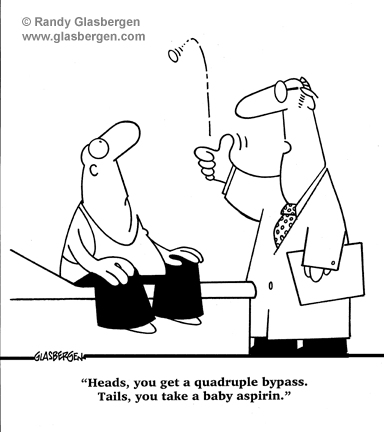 © Randy Glasbergen
www.glasbergen.com
GLASBERGEN
“Heads, you get a quadruple bypass.
Tails, you take a baby aspirin.”